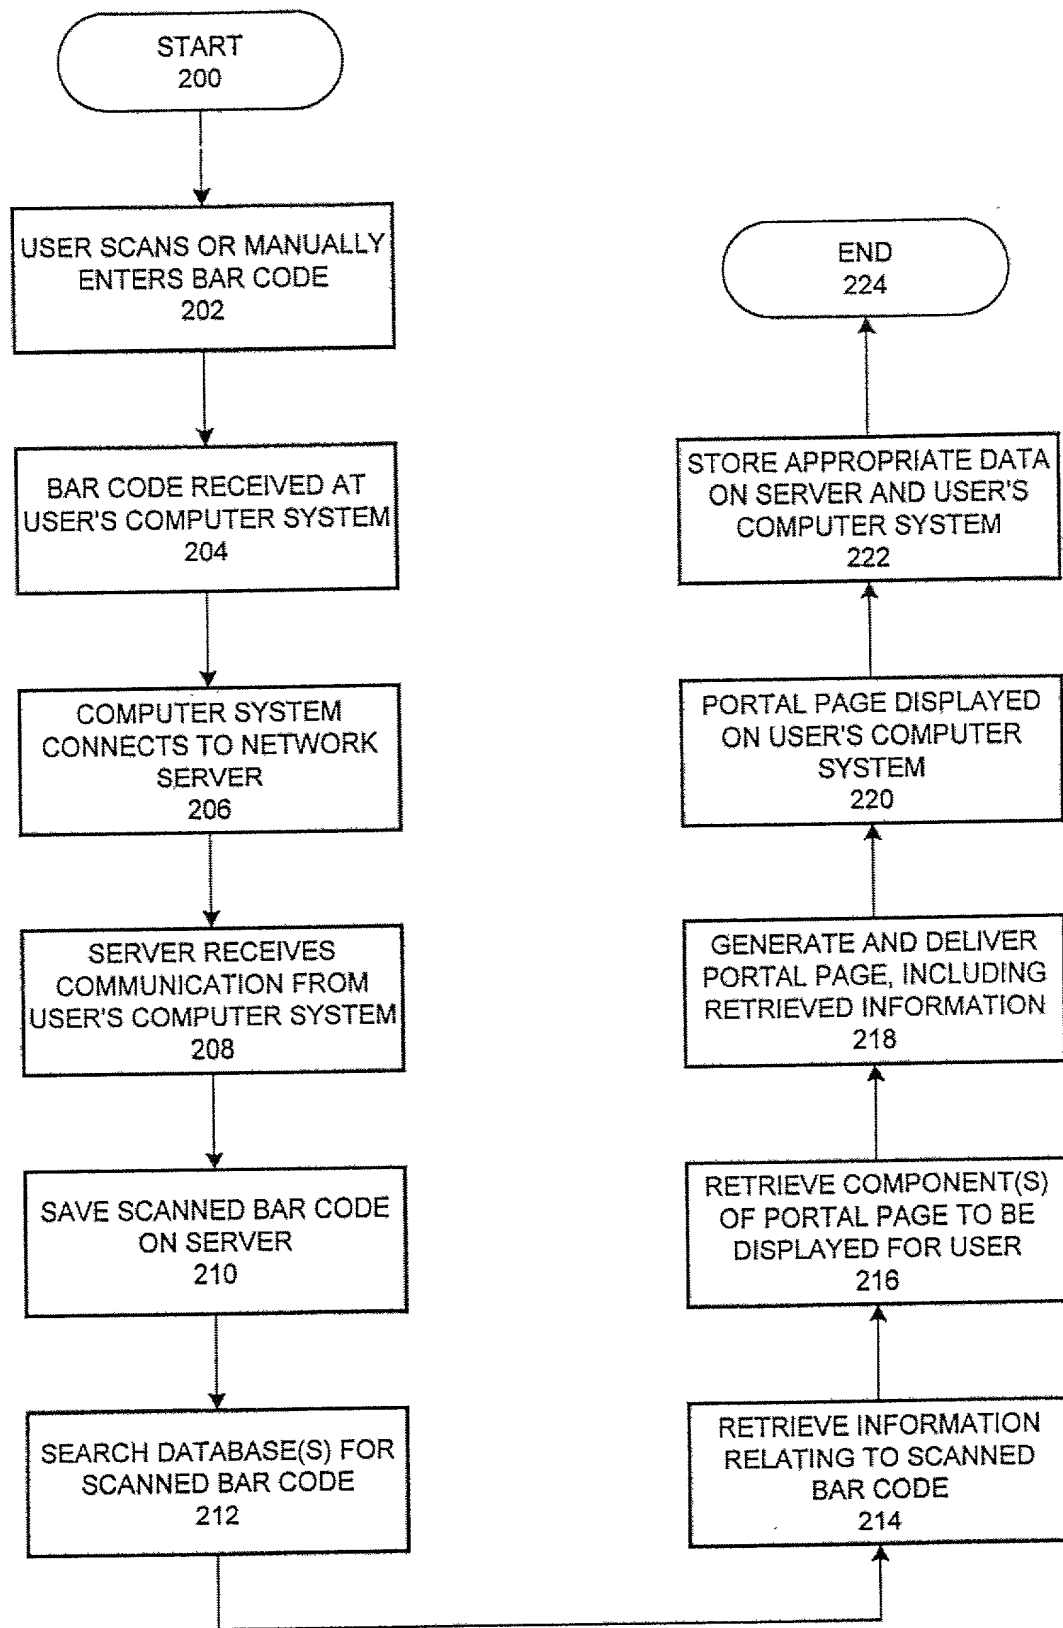 START
200
USER SCANS OR MANUALLY
ENTERS BAR CODE
202
BAR CODE RECEIVED AT
USER'S COMPUTER SYSTEM
204
COMPUTER SYSTEM
CONNECTS TO NETWORK
SERVER
206
SERVER RECEIVES
COMMUNICATION FROM
USER'S COMPUTER SYSTEM
208
SAVE SCANNED BAR CODE
ON SERVER
210
SEARCH DATABASE(S) FOR
SCANNED BAR CODE
212
RETRIEVE INFORMATION
RELATING TO SCANNED
BAR CODE
214
RETRIEVE COMPONENT(S)
OF PORTAL PAGE TO BE
DISPLAYED FOR USER
216
GENERATE AND DELIVER
PORTAL PAGE, INCLUDING
RETRIEVED INFORMATION
218
PORTAL PAGE DISPLAYED
ON USER'S COMPUTER
SYSTEM
220
STORE APPROPRIATE DATA
ON SERVER AND USER'S
COMPUTER SYSTEM
222
END
224